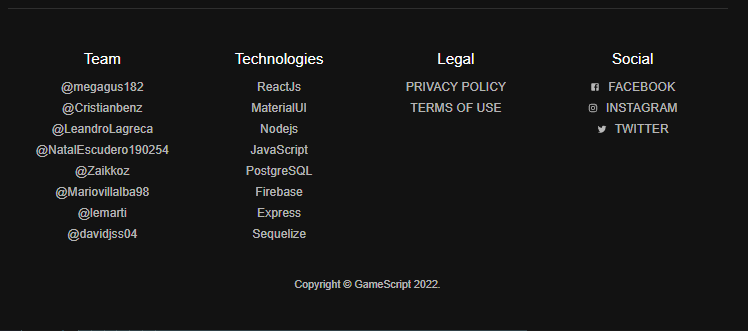 Team
@megagus182
@Cristianbenz
@LeandroLagreca
@NatalEscudero190254
@Zaikkoz
@Mariovillalba98
@lemarti
@davidjss04
Technologies
ReactJs
MaterialUI
Nodejs
JavaScript
PostgreSQL
Firebase
Express
Sequelize
Legal
PRIVACY POLICY
TERMS OF USE
Social
FACEBOOK
INSTAGRAM
TWITTER
Copyright © GameScript 2022.